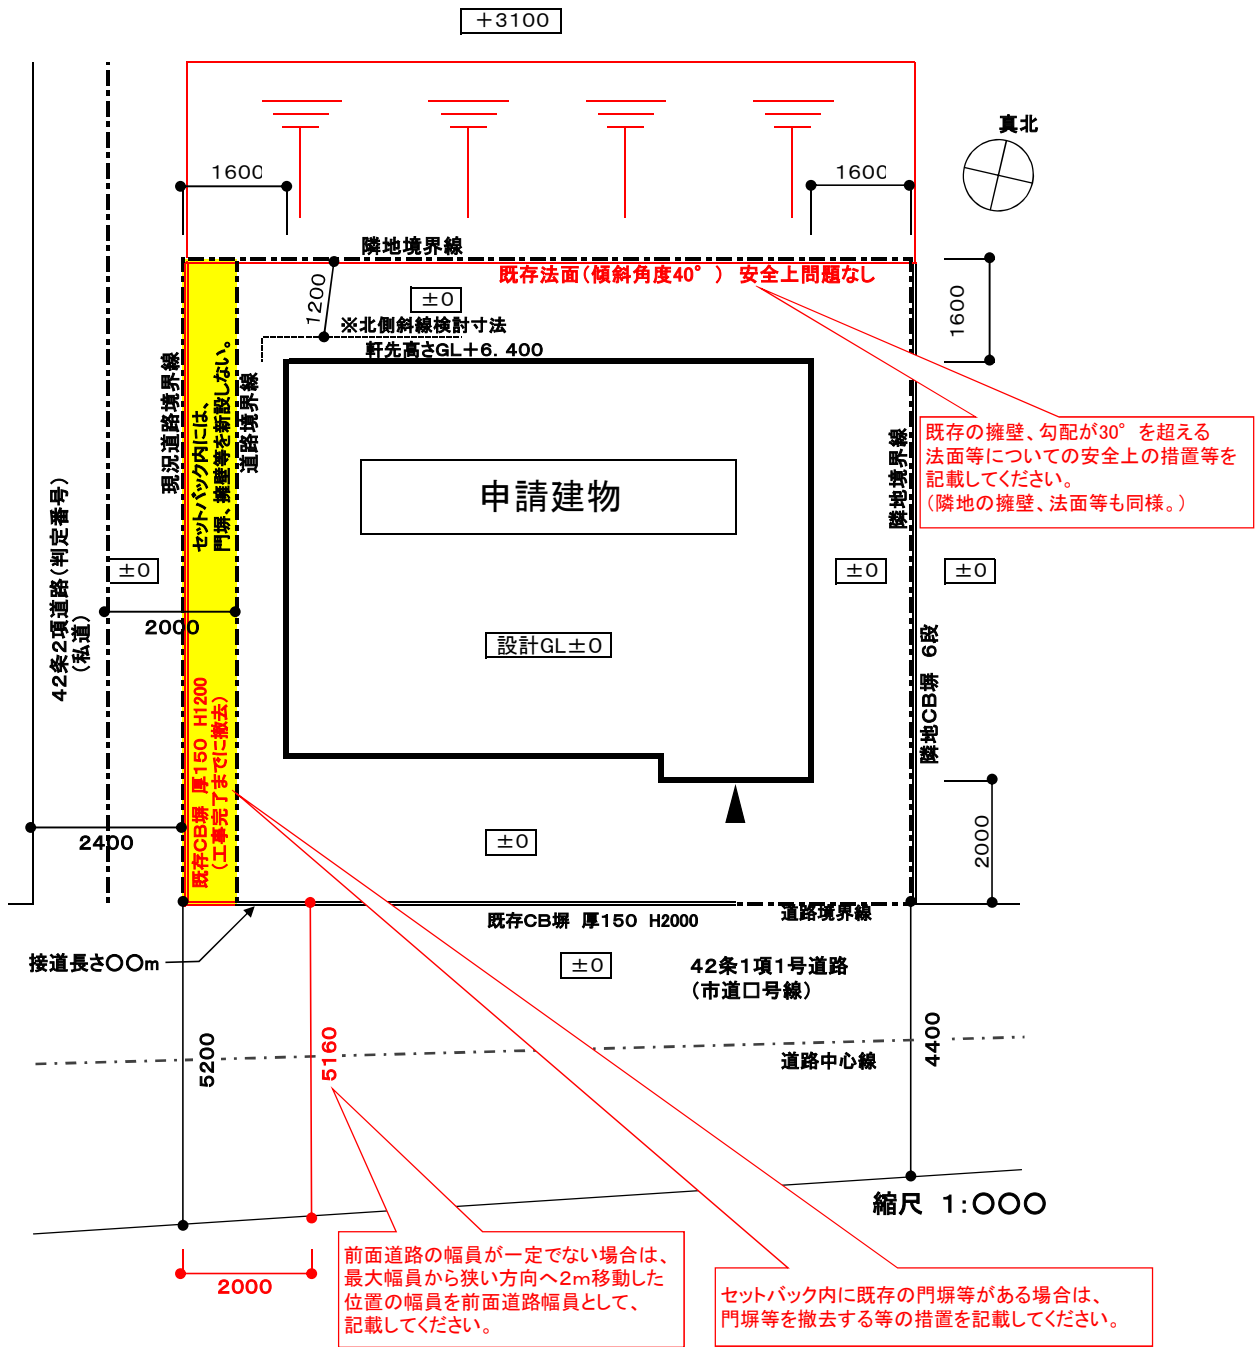 +3100
真北
1600
1600
隣地境界線
既存法面(傾斜角度40°) 安全上問題なし
1200
±0
※北側斜線検討寸法
軒先高さGL+6.400
1600
現況道路境界線
セットバック内には、
門塀、擁壁等を新設しない。
道路境界線
既存の擁壁、勾配が30°を超える
法面等についての安全上の措置等を
記載してください。
(隣地の擁壁、法面等も同様。)
隣地境界線
申請建物
42条2項道路(判定番号)
(私道)
±0
±0
±0
2000
設計GL±0
隣地CB塀 6段
既存CB塀 厚150 H1200
(工事完了までに撤去)
2400
±0
2000
既存CB塀 厚150 H2000
道路境界線
接道長さ〇〇m
±0
42条1項1号道路
(市道口号線)
5200
5160
4400
道路中心線
縮尺 1:〇〇〇
2000
前面道路の幅員が一定でない場合は、
最大幅員から狭い方向へ2m移動した
位置の幅員を前面道路幅員として、
記載してください。
セットバック内に既存の門塀等がある場合は、
門塀等を撤去する等の措置を記載してください。